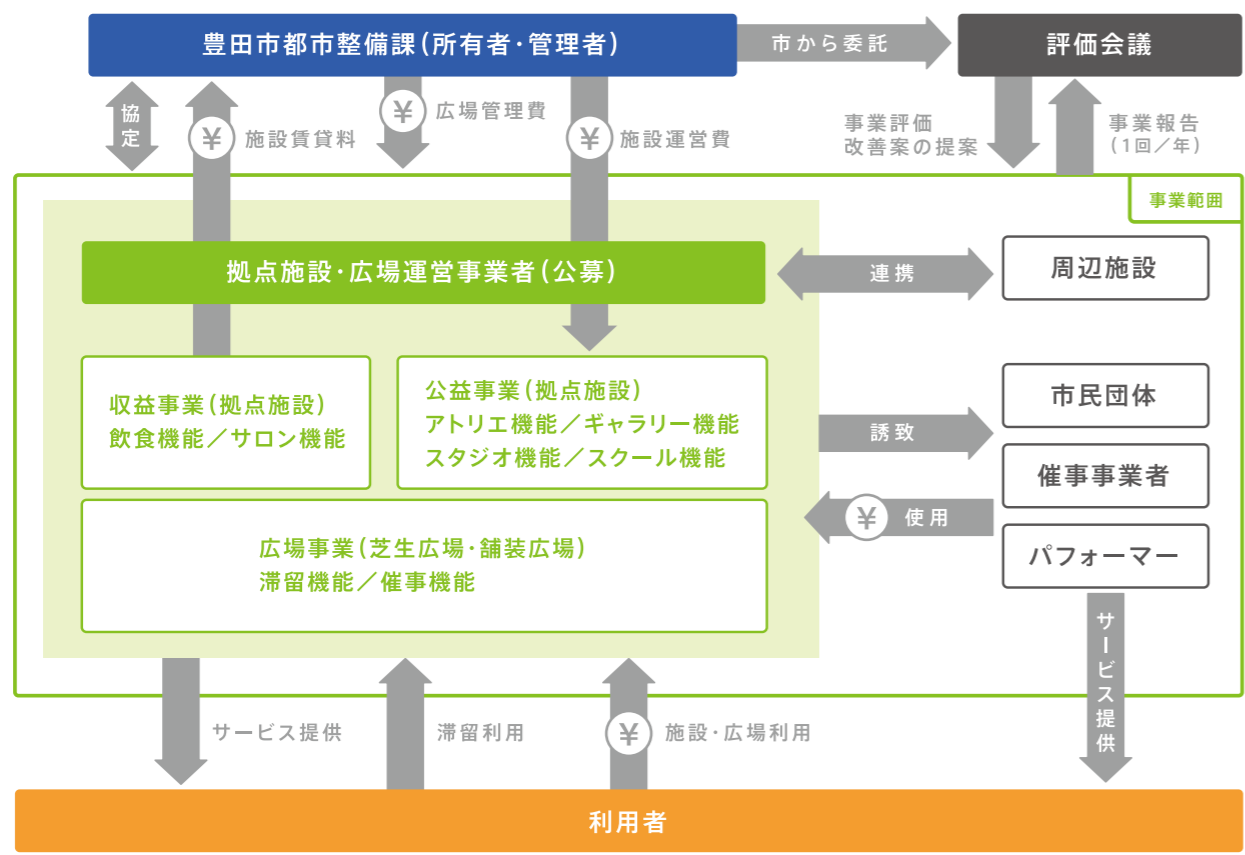 豊田市都市整備課(所有者・管理者)
市から委託
評価会議
協定
¥
施設賃貸料
¥
広場管理費
¥
施設運営費
事業評価
改善案の提案
事業報告
(1回／年)
事業範囲
拠点施設・広場運営事業者(公募)
連携
周辺施設
収益事業(拠点施設)
飲食機能／サロン機能
公益事業(拠点施設)
アトリエ機能／ギャラリー機能
スタジオ機能／スクール機能
誘致
市民団体
催事事業者
¥
使用
パフォーマー
広場事業(芝生広場・舗装広場)
滞留機能／催事機能
サービス提供
滞留利用
¥
施設・広場利用
サービス提供
利用者